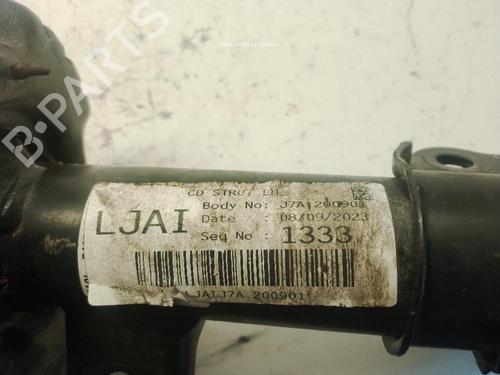 CD STRUT LH
LJAI
Body No: J7A 200901
Date : 08/09/2023
Seq No : 1333
LJAIJ7A 200901
B-PARTS